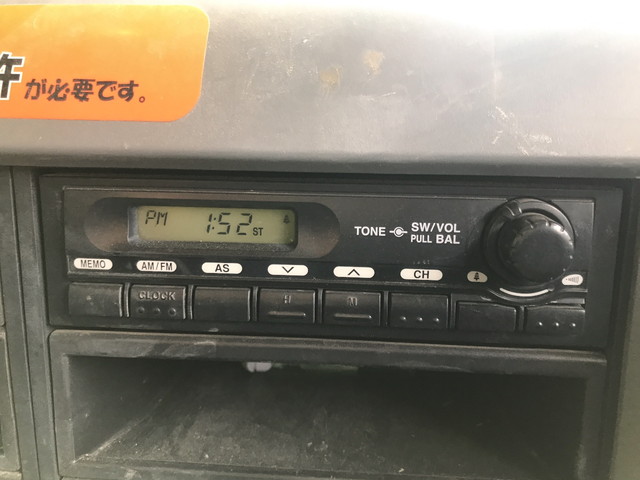 許が必要です。
PM 1:52 ST
TONE SW/VOL
PULL BAL
MEMO AM/FM AS CH
CLOCK H M